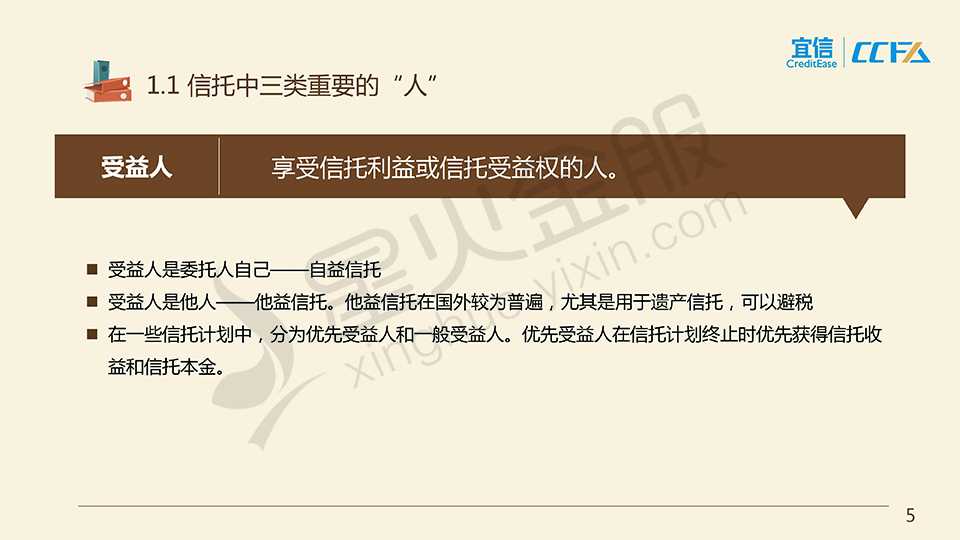 宜信
CreditEase
CCFA
1.1 信托中三类重要的“人”
受益人
享受信托利益或信托受益权的人。
受益人是委托人自己——自益信托
受益人是他人——他益信托。他益信托在国外较为普遍，尤其是用于遗产信托，可以避税
在一些信托计划中，分为优先受益人和一般受益人。优先受益人在信托计划终止时优先获得信托收
益和信托本金。
星火金服
xinghuo.yixin.com
5